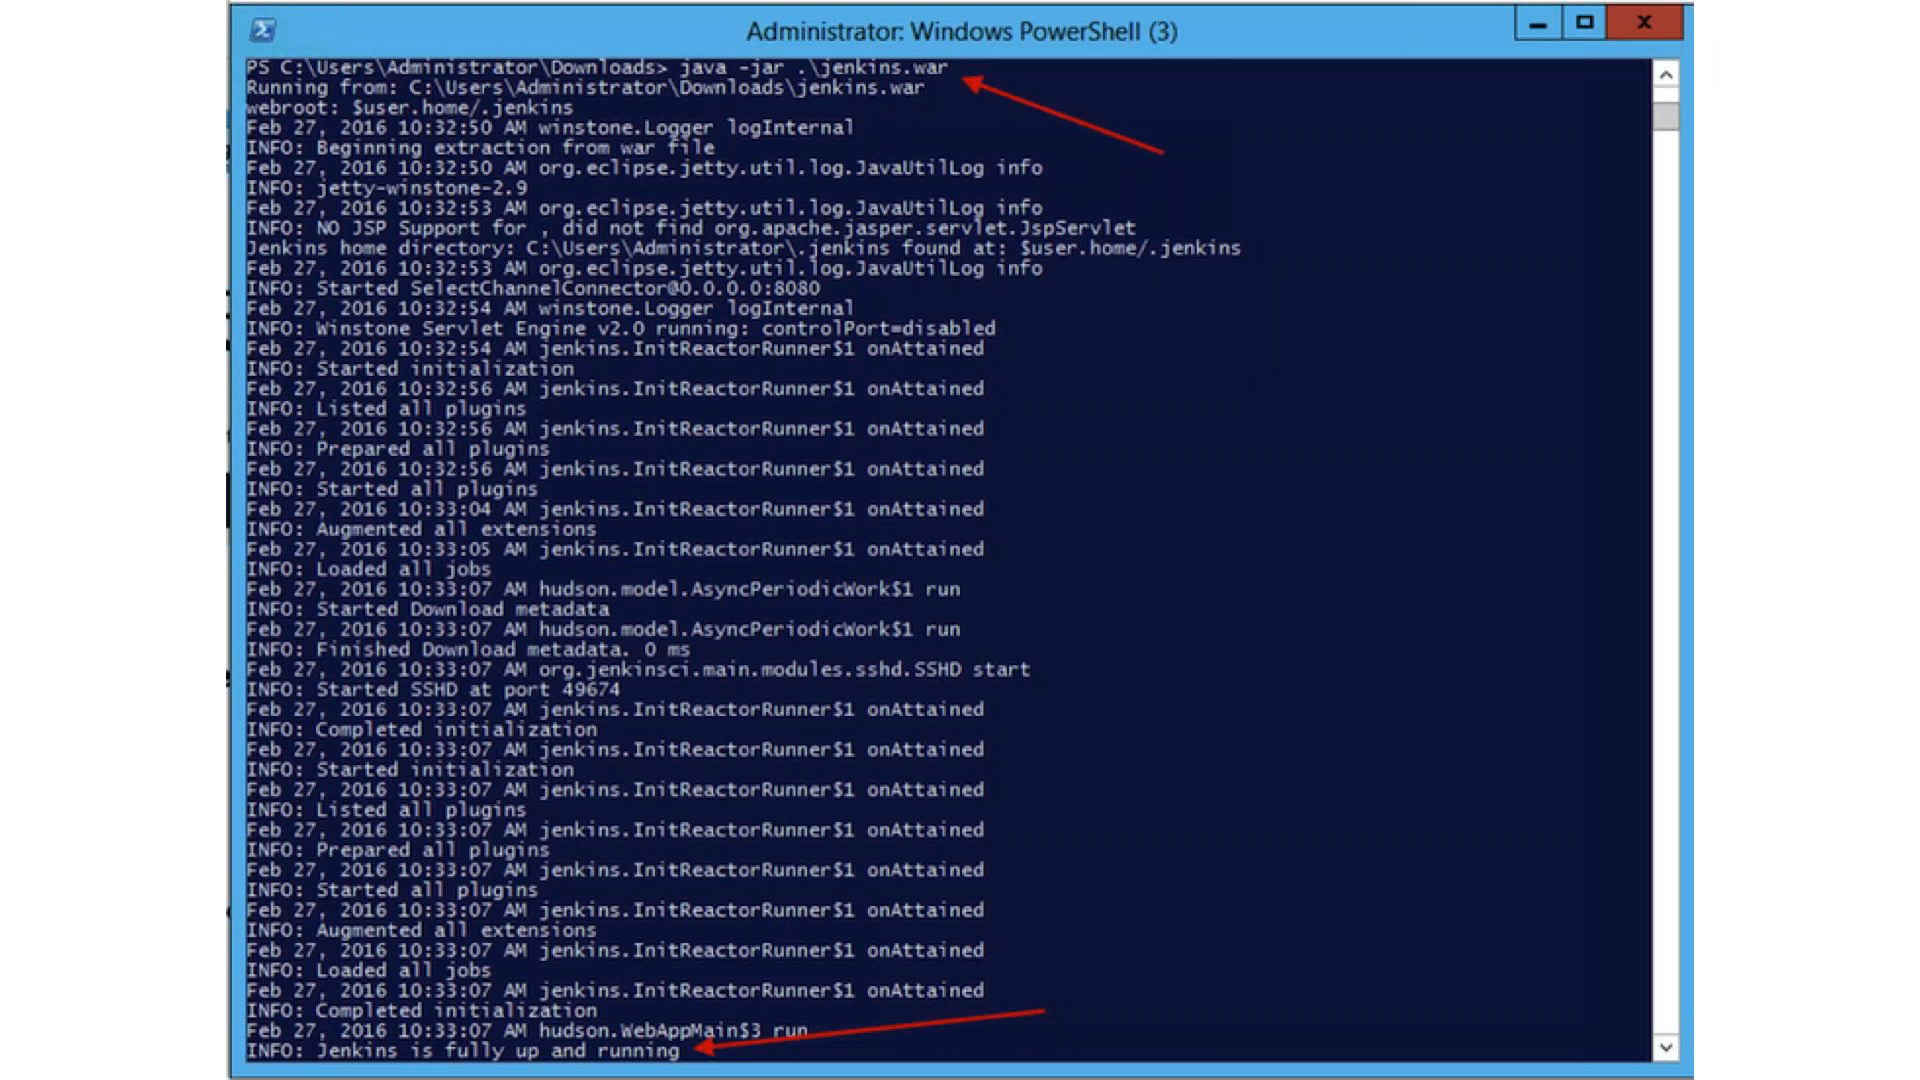 Administrator: Windows PowerShell (3)
PS C:\Users\Administrator\Downloads> java -jar .\jenkins.war
Running from: C:\Users\Administrator\Downloads\jenkins.war
webroot: $user.home/.jenkins
Feb 27, 2016 10:32:50 AM winstone.Logger logInternal
INFO: Beginning extraction from war file
Feb 27, 2016 10:32:50 AM org.eclipse.jetty.util.log.JavaUtilLog info
INFO: jetty-winstone-2.9
Feb 27, 2016 10:32:53 AM org.eclipse.jetty.util.log.JavaUtilLog info
INFO: NO JSP Support for , did not find org.apache.jasper.servlet.JspServlet
Jenkins home directory: C:\Users\Administrator\.jenkins found at: $user.home/.jenkins
Feb 27, 2016 10:32:53 AM org.eclipse.jetty.util.log.JavaUtilLog info
INFO: Started SelectChannelConnector@0.0.0.0:8080
Feb 27, 2016 10:32:54 AM winstone.Logger logInternal
INFO: Winstone Servlet Engine v2.0 running: controlPort=disabled
Feb 27, 2016 10:32:54 AM jenkins.InitReactorRunner$1 onAttained
INFO: Started initialization
Feb 27, 2016 10:32:56 AM jenkins.InitReactorRunner$1 onAttained
INFO: Listed all plugins
Feb 27, 2016 10:32:56 AM jenkins.InitReactorRunner$1 onAttained
INFO: Prepared all plugins
Feb 27, 2016 10:32:56 AM jenkins.InitReactorRunner$1 onAttained
INFO: Started all plugins
Feb 27, 2016 10:33:04 AM jenkins.InitReactorRunner$1 onAttained
INFO: Augmented all extensions
Feb 27, 2016 10:33:05 AM jenkins.InitReactorRunner$1 onAttained
INFO: Loaded all jobs
Feb 27, 2016 10:33:07 AM hudson.model.AsyncPeriodicWork$1 run
INFO: Started Download metadata
Feb 27, 2016 10:33:07 AM hudson.model.AsyncPeriodicWork$1 run
INFO: Finished Download metadata. 0 ms
Feb 27, 2016 10:33:07 AM org.jenkinsci.main.modules.sshd.SSHD start
INFO: Started SSHD at port 49674
Feb 27, 2016 10:33:07 AM jenkins.InitReactorRunner$1 onAttained
INFO: Completed initialization
Feb 27, 2016 10:33:07 AM jenkins.InitReactorRunner$1 onAttained
INFO: Started initialization
Feb 27, 2016 10:33:07 AM jenkins.InitReactorRunner$1 onAttained
INFO: Listed all plugins
Feb 27, 2016 10:33:07 AM jenkins.InitReactorRunner$1 onAttained
INFO: Prepared all plugins
Feb 27, 2016 10:33:07 AM jenkins.InitReactorRunner$1 onAttained
INFO: Started all plugins
Feb 27, 2016 10:33:07 AM jenkins.InitReactorRunner$1 onAttained
INFO: Augmented all extensions
Feb 27, 2016 10:33:07 AM jenkins.InitReactorRunner$1 onAttained
INFO: Loaded all jobs
Feb 27, 2016 10:33:07 AM jenkins.InitReactorRunner$1 onAttained
INFO: Completed initialization
Feb 27, 2016 10:33:07 AM hudson.WebAppMain$3 run
INFO: Jenkins is fully up and running